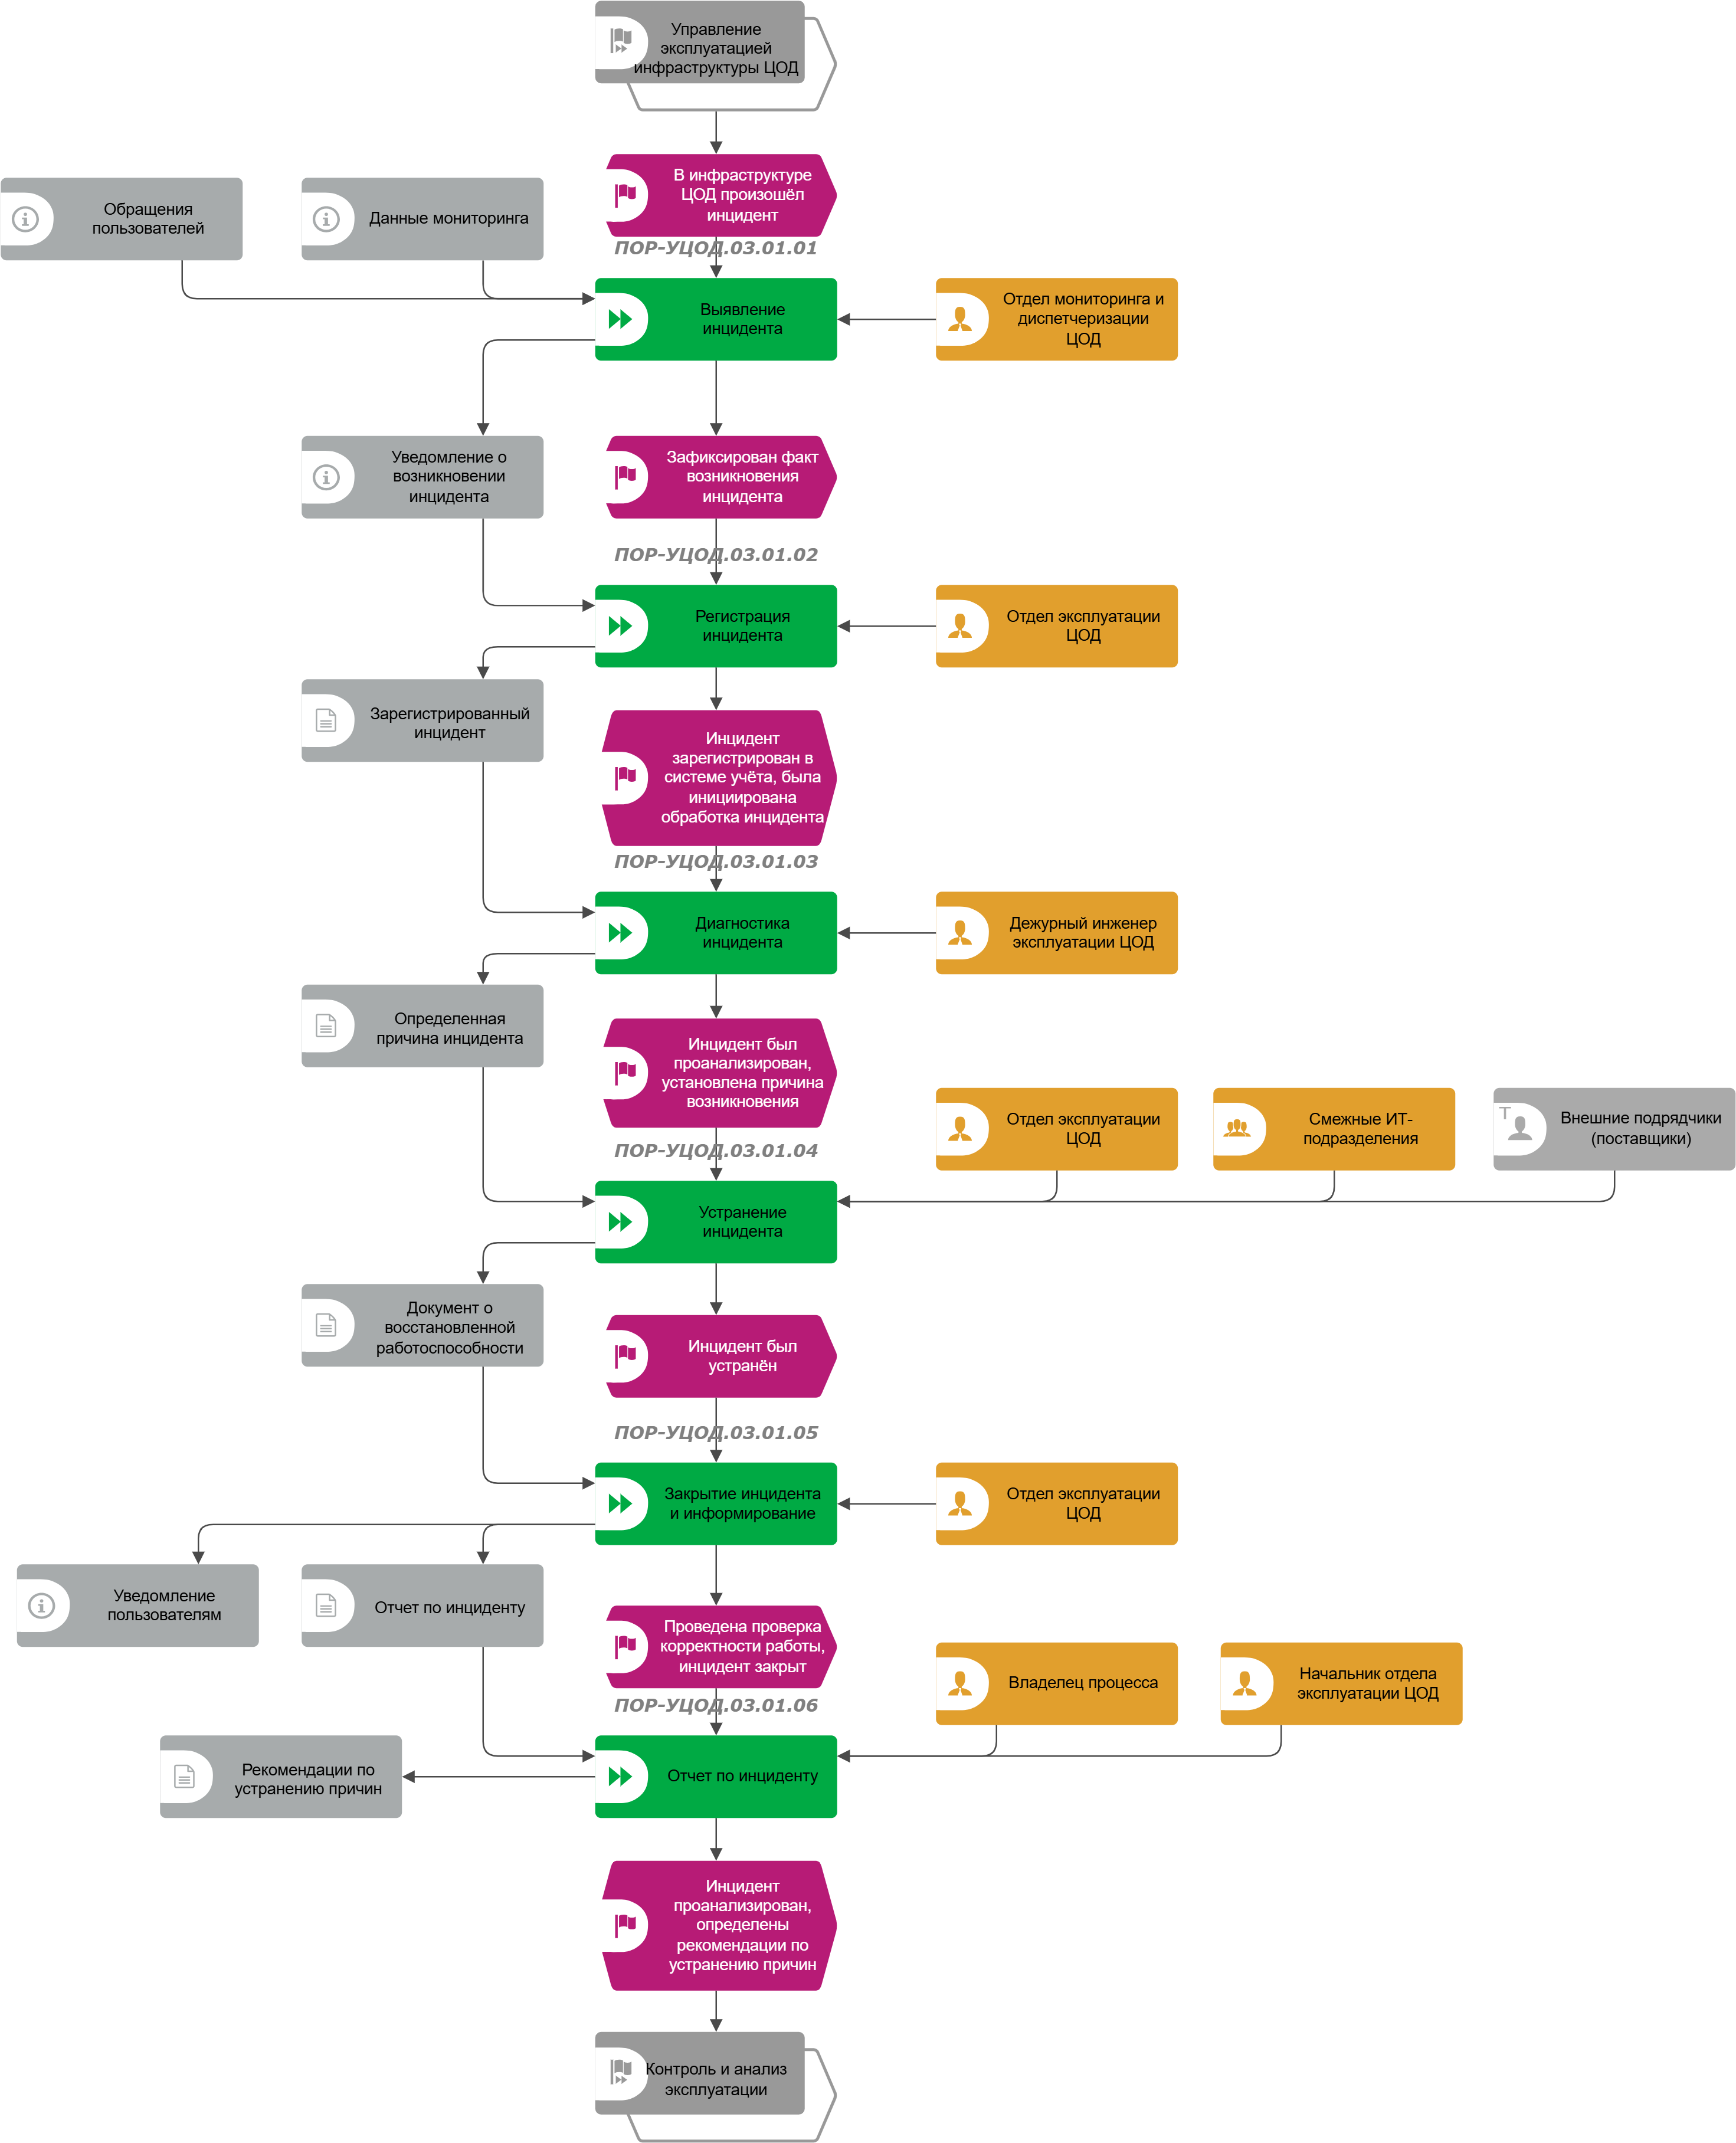 Управление
эксплуатацией
инфраструктуры ЦОД
В инфраструктуре
ЦОД произошёл
инцидент
Обращения
пользователей
Данные мониторинга
ПОР-УЦОД.03.01.01
Выявление
инцидента
Отдел мониторинга и
диспетчеризации
ЦОД
Уведомление о
возникновении
инцидента
Зафиксирован факт
возникновения
инцидента
ПОР-УЦОД.03.01.02
Регистрация
инцидента
Отдел эксплуатации
ЦОД
Зарегистрированный
инцидент
Инцидент
зарегистрирован в
системе учёта, была
инициирована
обработка инцидента
ПОР-УЦОД.03.01.03
Диагностика
инцидента
Дежурный инженер
эксплуатации ЦОД
Определенная
причина инцидента
Инцидент был
проанализирован,
установлена причина
возникновения
ПОР-УЦОД.03.01.04
Отдел эксплуатации
ЦОД
Смежные ИТ-
подразделения
T
Внешние подрядчики
(поставщики)
Устранение
инцидента
Документ о
восстановленной
работоспособности
Инцидент был
устранён
ПОР-УЦОД.03.01.05
Закрытие инцидента
и информирование
Отдел эксплуатации
ЦОД
Уведомление
пользователям
Отчет по инциденту
Проведена проверка
корректности работы,
инцидент закрыт
ПОР-УЦОД.03.01.06
Владелец процесса
Начальник отдела
эксплуатации ЦОД
Рекомендации по
устранению причин
Отчет по инциденту
Инцидент
проанализирован,
определены
рекомендации по
устранению причин
Контроль и анализ
эксплуатации